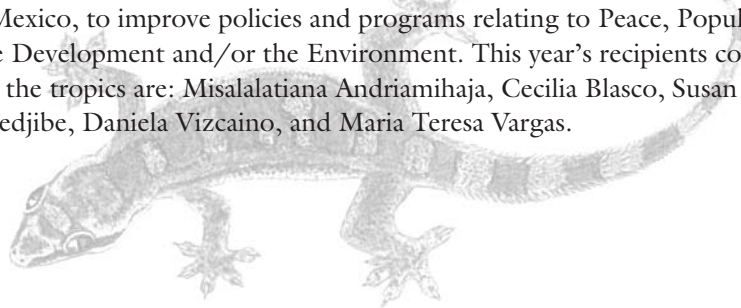 Mexico, to improve policies and programs relating to Peace, Popul
e Development and/or the Environment. This year’s recipients co
the tropics are: Misalalatiana Andriamihaja, Cecilia Blasco, Susan
edjibe, Daniela Vizcaino, and Maria Teresa Vargas.